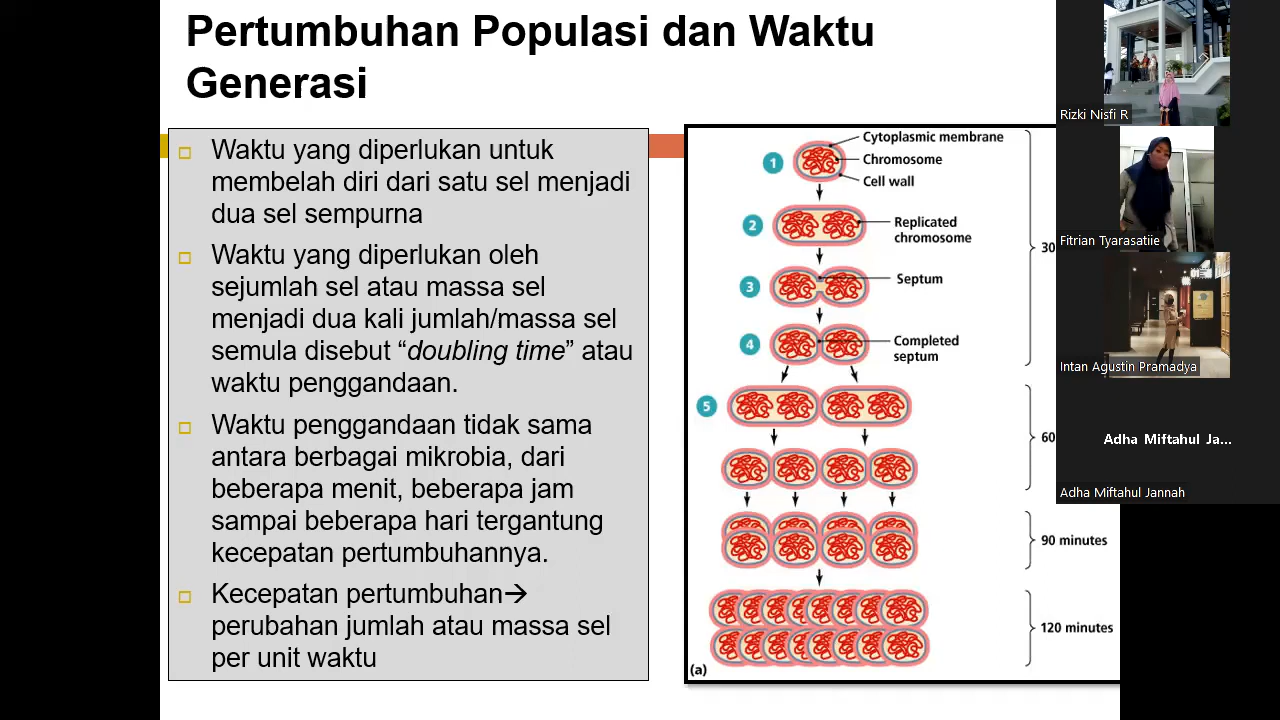 Pertumbuhan Populasi dan Waktu
Generasi
Waktu yang diperlukan untuk
membelah diri dari satu sel menjadi
dua sel sempurna
Waktu yang diperlukan oleh
sejumlah sel atau massa sel
menjadi dua kali jumlah/massa sel
semula disebut “doubling time” atau
waktu penggandaan.
Waktu penggandaan tidak sama
antara berbagai mikrobia, dari
beberapa menit, beberapa jam
sampai beberapa hari tergantung
kecepatan pertumbuhannya.
Kecepatan pertumbuhan→
perubahan jumlah atau massa sel
per unit waktu
1
Cytoplasmic membrane
Chromosome
Cell wall
2
Replicated
chromosome
30
3
Septum
4
Completed
septum
5
60
90 minutes
120 minutes
(a)
Rizki Nisfi R
Fitrian Tyarasatiie
Intan Agustin Pramadya
Adha Miftahul Ja...
Adha Miftahul Jannah